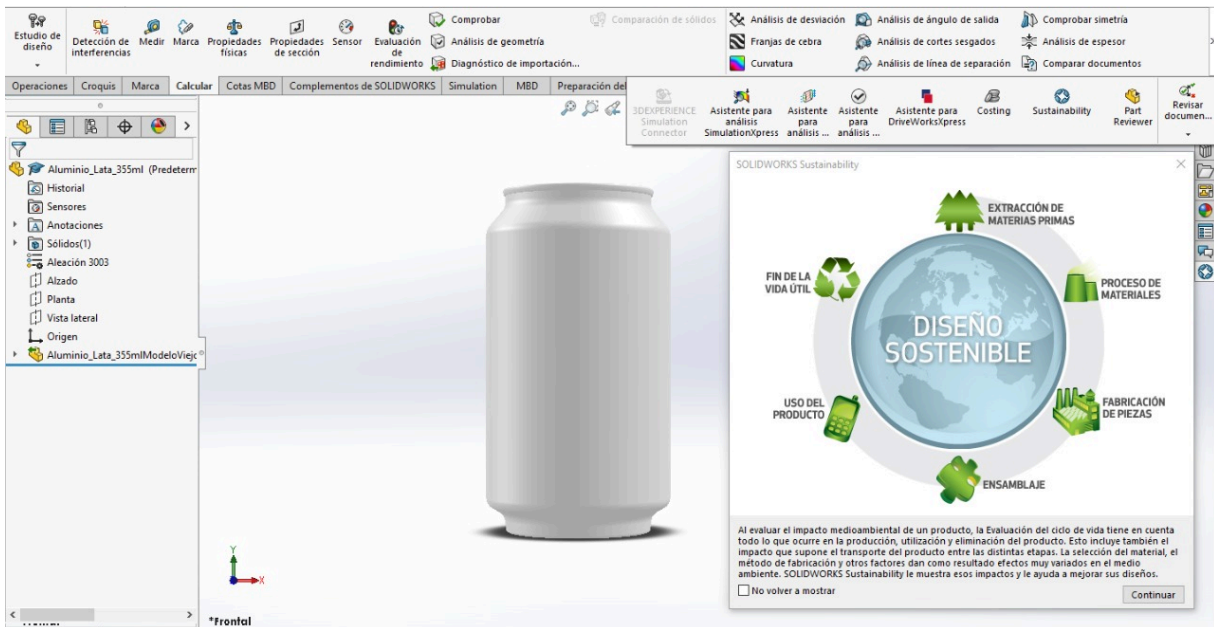 Estudio de
diseño
Detección de
interferencias
Medir
Marca
Propiedades
físicas
Propiedades
de sección
Sensor
Evaluación
de
rendimiento
Comprobar
Análisis de geometría
Diagnóstico de importación...
Comparación de sólidos
Análisis de desviación
Franjas de cebra
Curvatura
Análisis de ángulo de salida
Análisis de cortes sesgados
Análisis de línea de separación
Comprobar simetría
Análisis de espesor
Comparar documentos
Operaciones
Croquis
Marca
Calcular
Cotas MBD
Complementos de SOLIDWORKS
Simulation
MBD
Preparación del
3DEXPERIENCE
Simulation
Connector
Asistente para
análisis
SimulationXpress
Asistente
para
análisis ...
Asistente
para
análisis ...
Asistente para
DriveWorksXpress
Costing
Sustainability
Part
Reviewer
Revisar
documen...
Aluminio_Lata_355ml (Predeterm
Historial
Sensores
Anotaciones
Sólidos(1)
Aleación 3003
Alzado
Planta
Vista lateral
Origen
Aluminio_Lata_355mlModeloViejo
Y
X
*Frontal
SOLIDWORKS Sustainability
EXTRACCIÓN DE
MATERIAS PRIMAS
PROCESO DE
MATERIALES
FABRICACIÓN
DE PIEZAS
ENSAMBLAJE
USO DEL
PRODUCTO
FIN DE LA
VIDA ÚTIL
DISEÑO
SOSTENIBLE
Al evaluar el impacto medioambiental de un producto, la Evaluación del ciclo de vida tiene en cuenta
todo lo que ocurre en la producción, utilización y eliminación del producto. Esto incluye también el
impacto que supone el transporte del producto entre las distintas etapas. La selección del material, el
método de fabricación y otros factores dan como resultado efectos muy variados en el medio
ambiente. SOLIDWORKS Sustainability le muestra esos impactos y le ayuda a mejorar sus diseños.
No volver a mostrar
Continuar